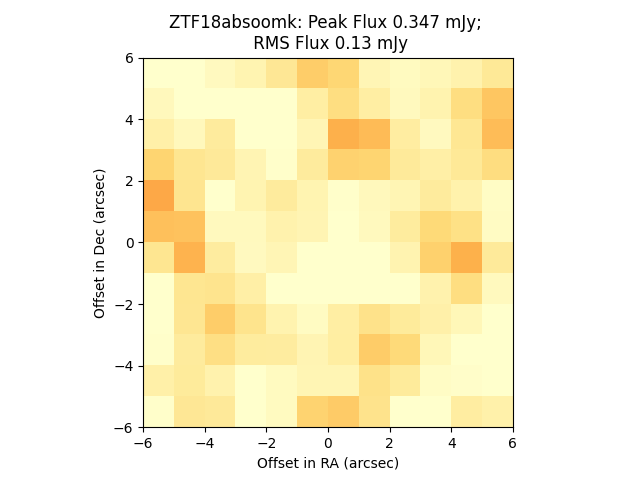 ZTF18absoomk: Peak Flux 0.347 mJy;
RMS Flux 0.13 mJy
6
4
2
0
−2
−4
−6
Offset in Dec (arcsec)
−6 −4 −2 0 2 4 6
Offset in RA (arcsec)